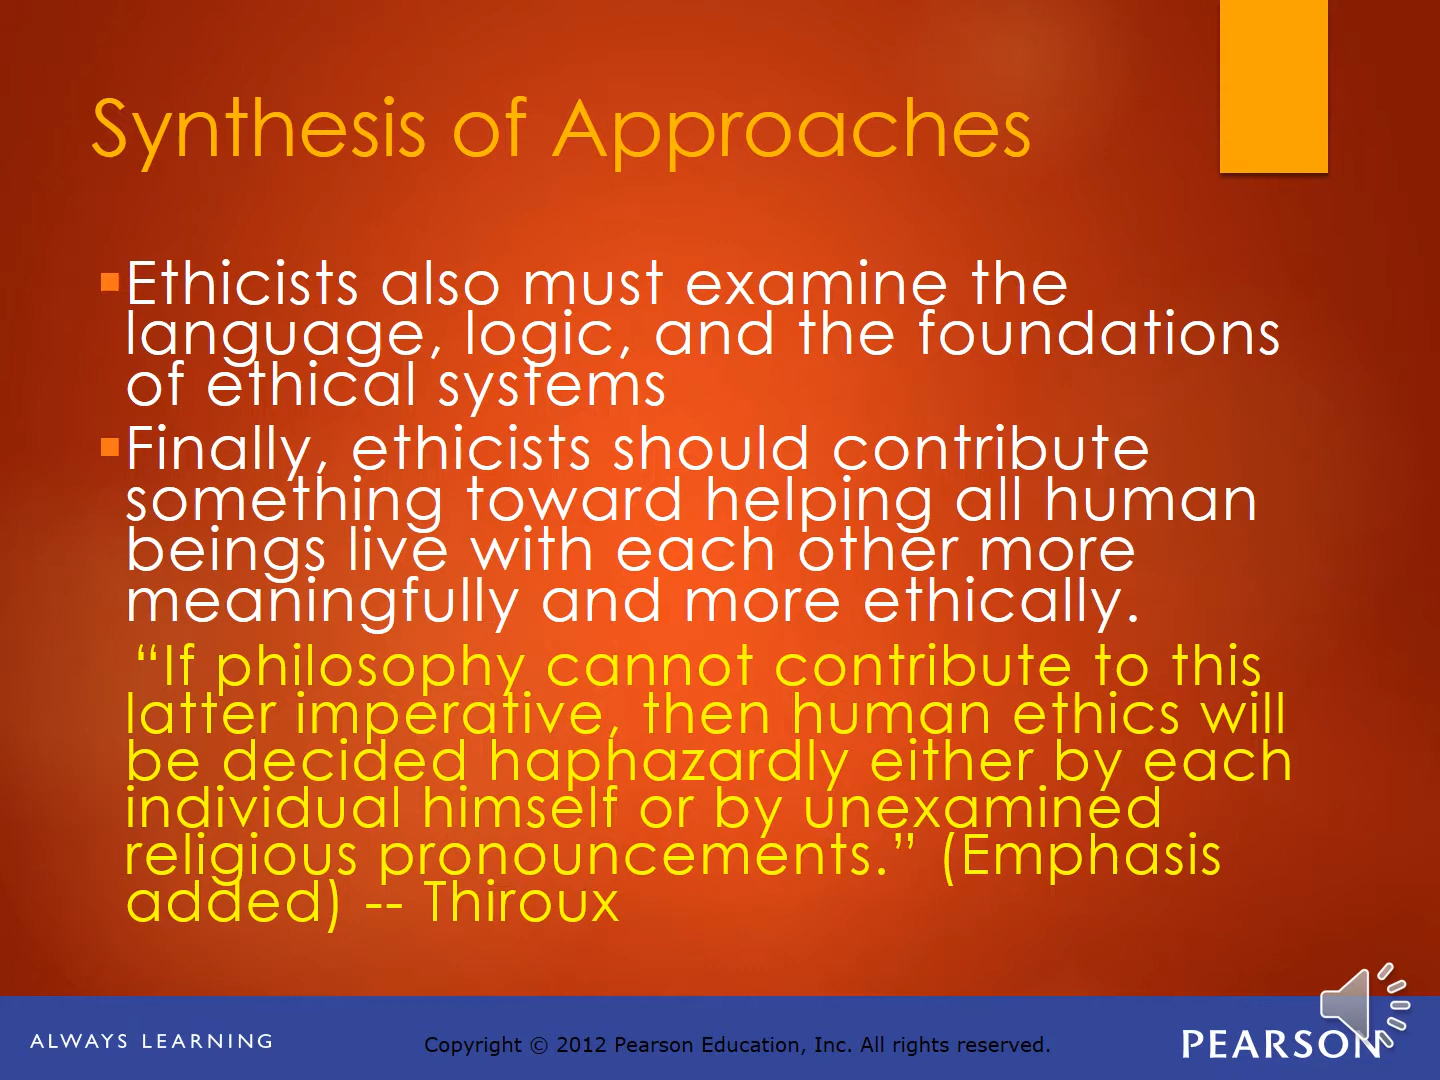 Synthesis of Approaches
▪Ethicists also must examine the
language, logic, and the foundations
of ethical systems
▪Finally, ethicists should contribute
something toward helping all human
beings live with each other more
meaningfully and more ethically.
“If philosophy cannot contribute to this
latter imperative, then human ethics will
be decided haphazardly either by each
individual himself or by unexamined
religious pronouncements.” (Emphasis
added) -- Thiroux
ALWAYS LEARNING
Copyright © 2012 Pearson Education, Inc. All rights reserved.
PEARSON